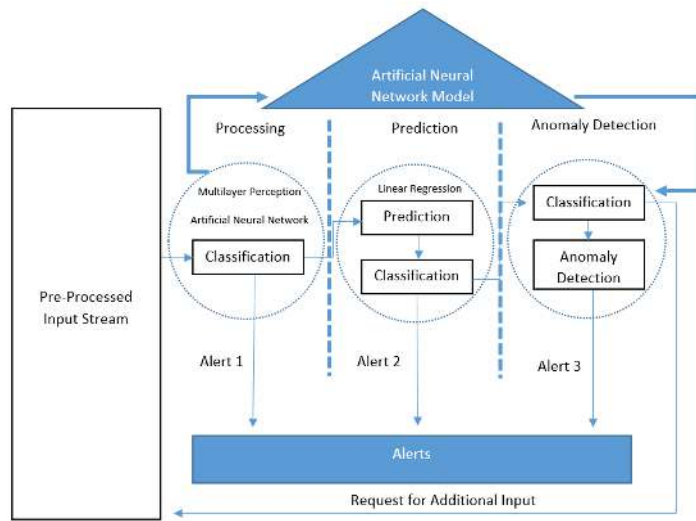 Artificial Neural
Network Model
Processing
Prediction
Anomaly Detection
Multilayer Perception
Artificial Neural Network
Classification
Linear Regression
Prediction
Classification
Classification
Anomaly
Detection
Pre-Processed
Input Stream
Alert 1
Alert 2
Alert 3
Alerts
Request for Additional Input